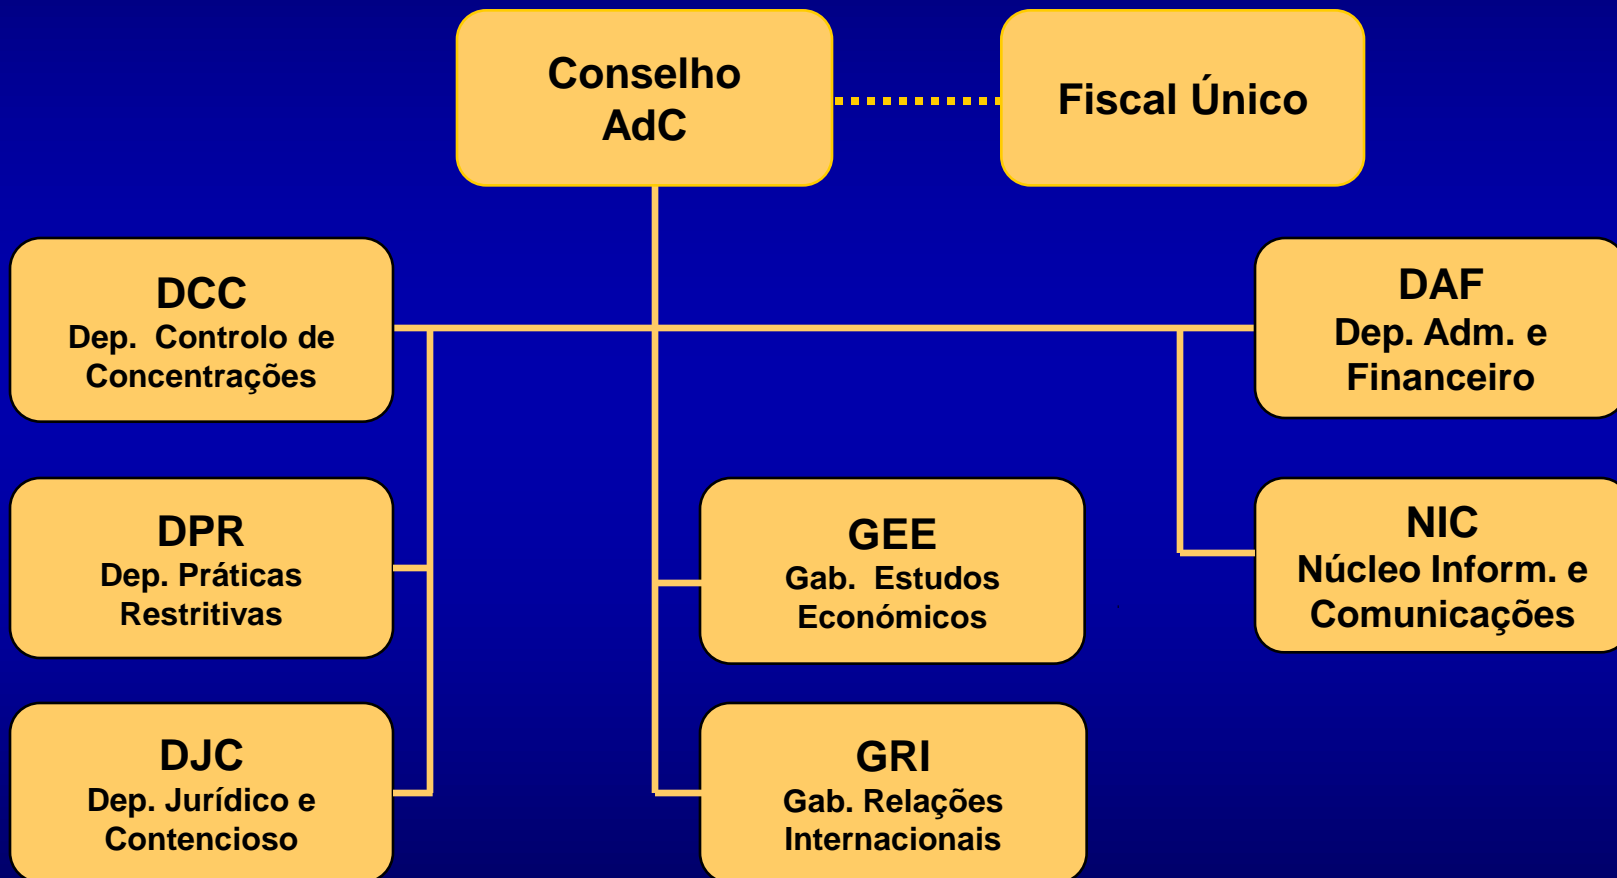 Conselho
AdC
Fiscal Único
DCC
Dep. Controlo de
Concentrações
DAF
Dep. Adm. e
Financeiro
DPR
Dep. Práticas
Restritivas
GEE
Gab. Estudos
Económicos
NIC
Núcleo Inform. e
Comunicações
DJC
Dep. Jurídico e
Contencioso
GRI
Gab. Relações
Internacionais